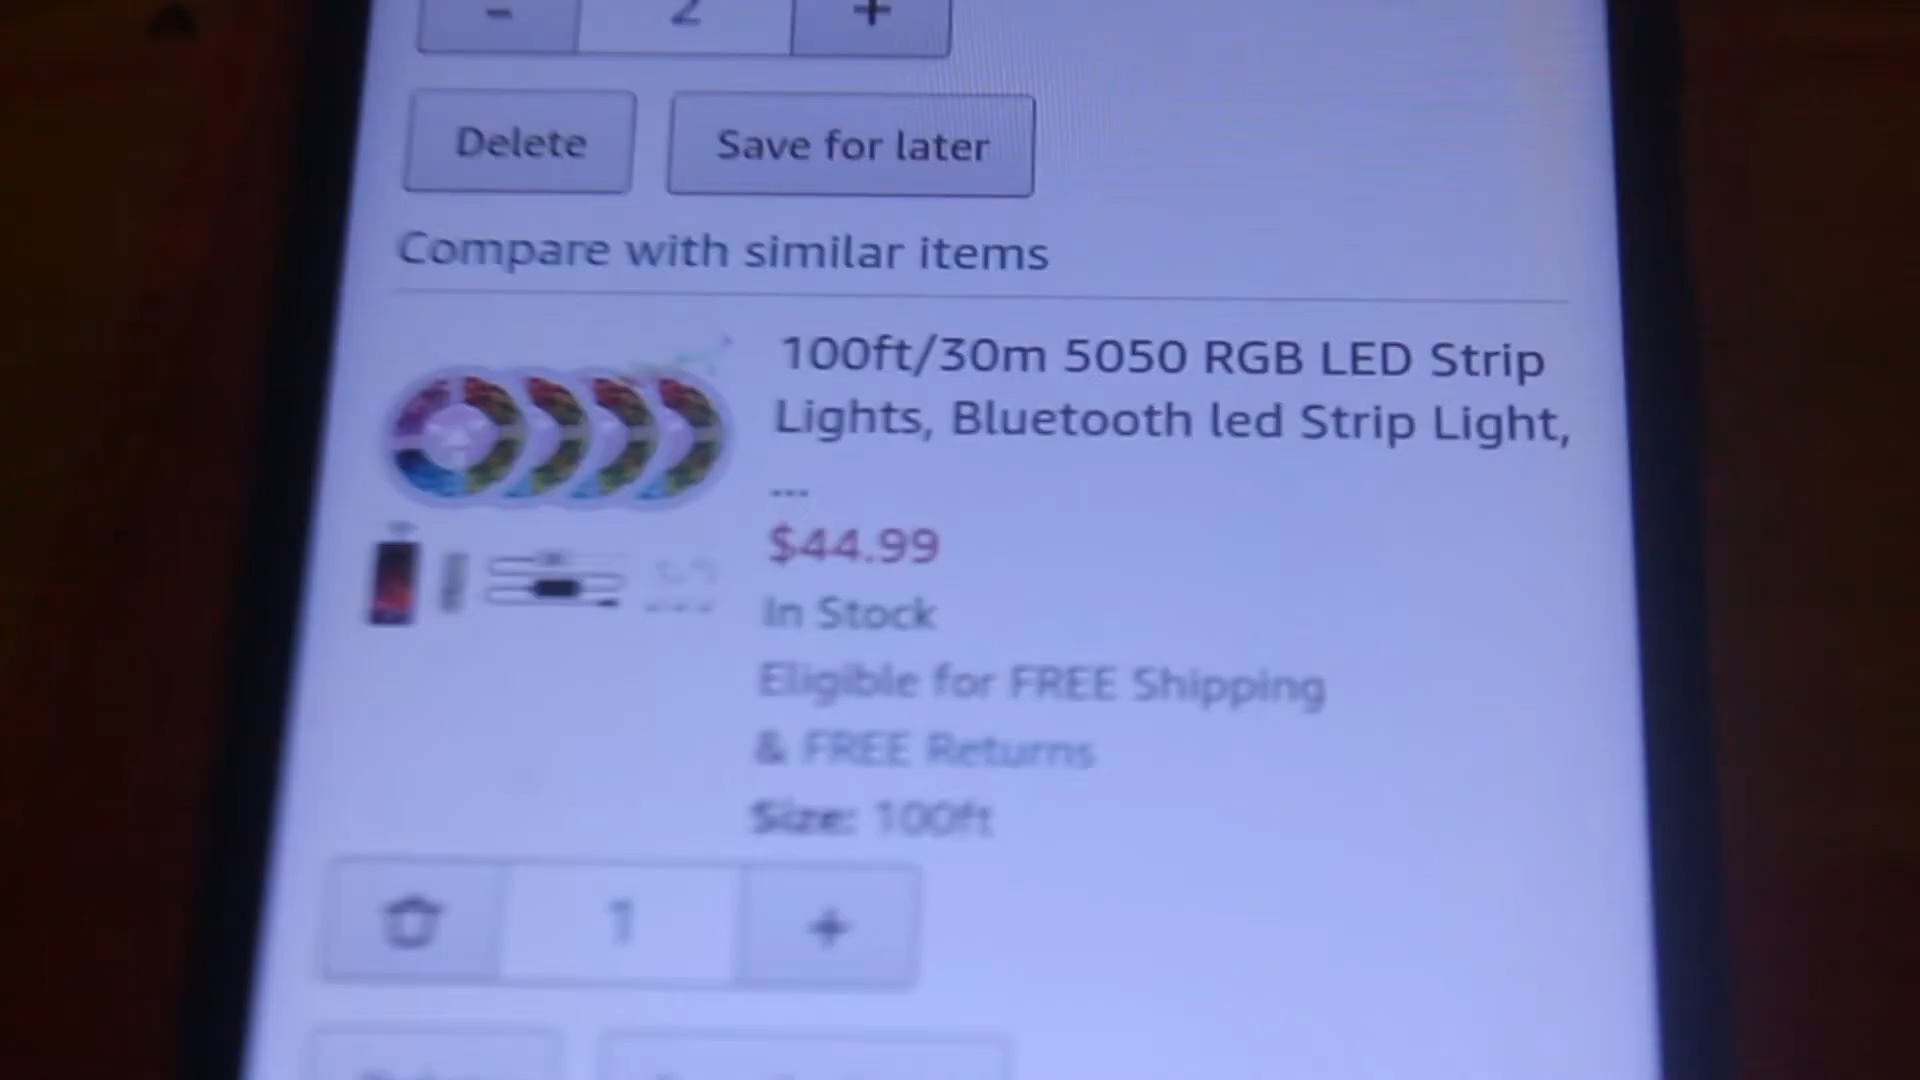 - 2 +
Delete Save for later
Compare with similar items
100ft/30m 5050 RGB LED Strip
Lights, Bluetooth led Strip Light,
...
$44.99
In Stock
Eligible for FREE Shipping
& FREE Returns
Size: 100ft
1 +